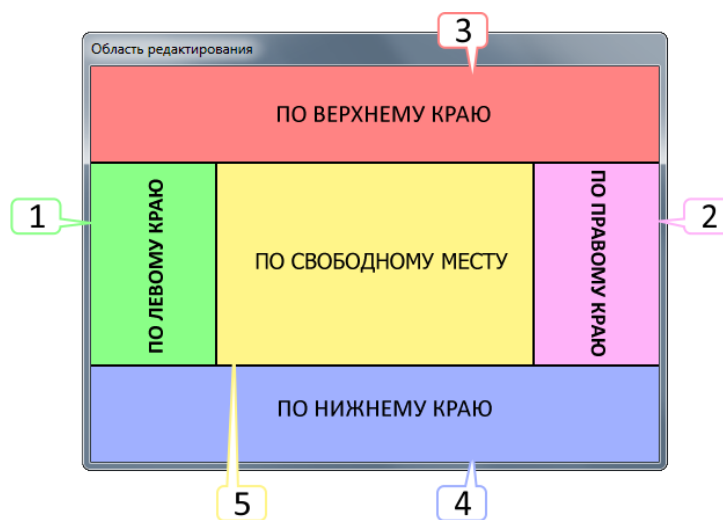 3
Область редактирования
ПО ВЕРХНЕМУ КРАЮ
1
ПО ЛЕВОМУ КРАЮ
ПО СВОБОДНОМУ МЕСТУ
ПО ПРАВОМУ КРАЮ
2
ПО НИЖНЕМУ КРАЮ
5
4